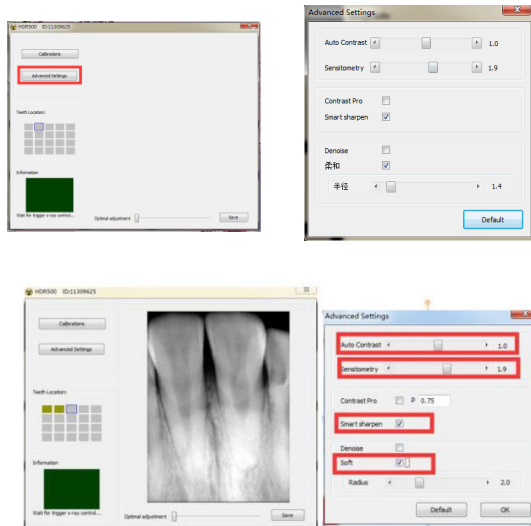 HDR500 ID:11309625
Calibrations
Advanced Settings
Teeth Location:
Information
Wait for trigger x-ray control...
Optimal adjustment
Save
Advanced Settings
Auto Contrast 1.0
Sensitometry 1.9
Contrast Pro
Smart sharpen
Denoise
柔和
半径 1.4
Default
HDR500 ID:11309625
Calibrations
Advanced Settings
Teeth Location:
Information
Wait for trigger x-ray control...
Optimal adjustment
Save
Advanced Settings
Auto Contrast 1.0
Sensitometry 1.9
Contrast Pro P 0.75
Smart sharpen
Denoise
Soft
Radius 2.0
Default OK